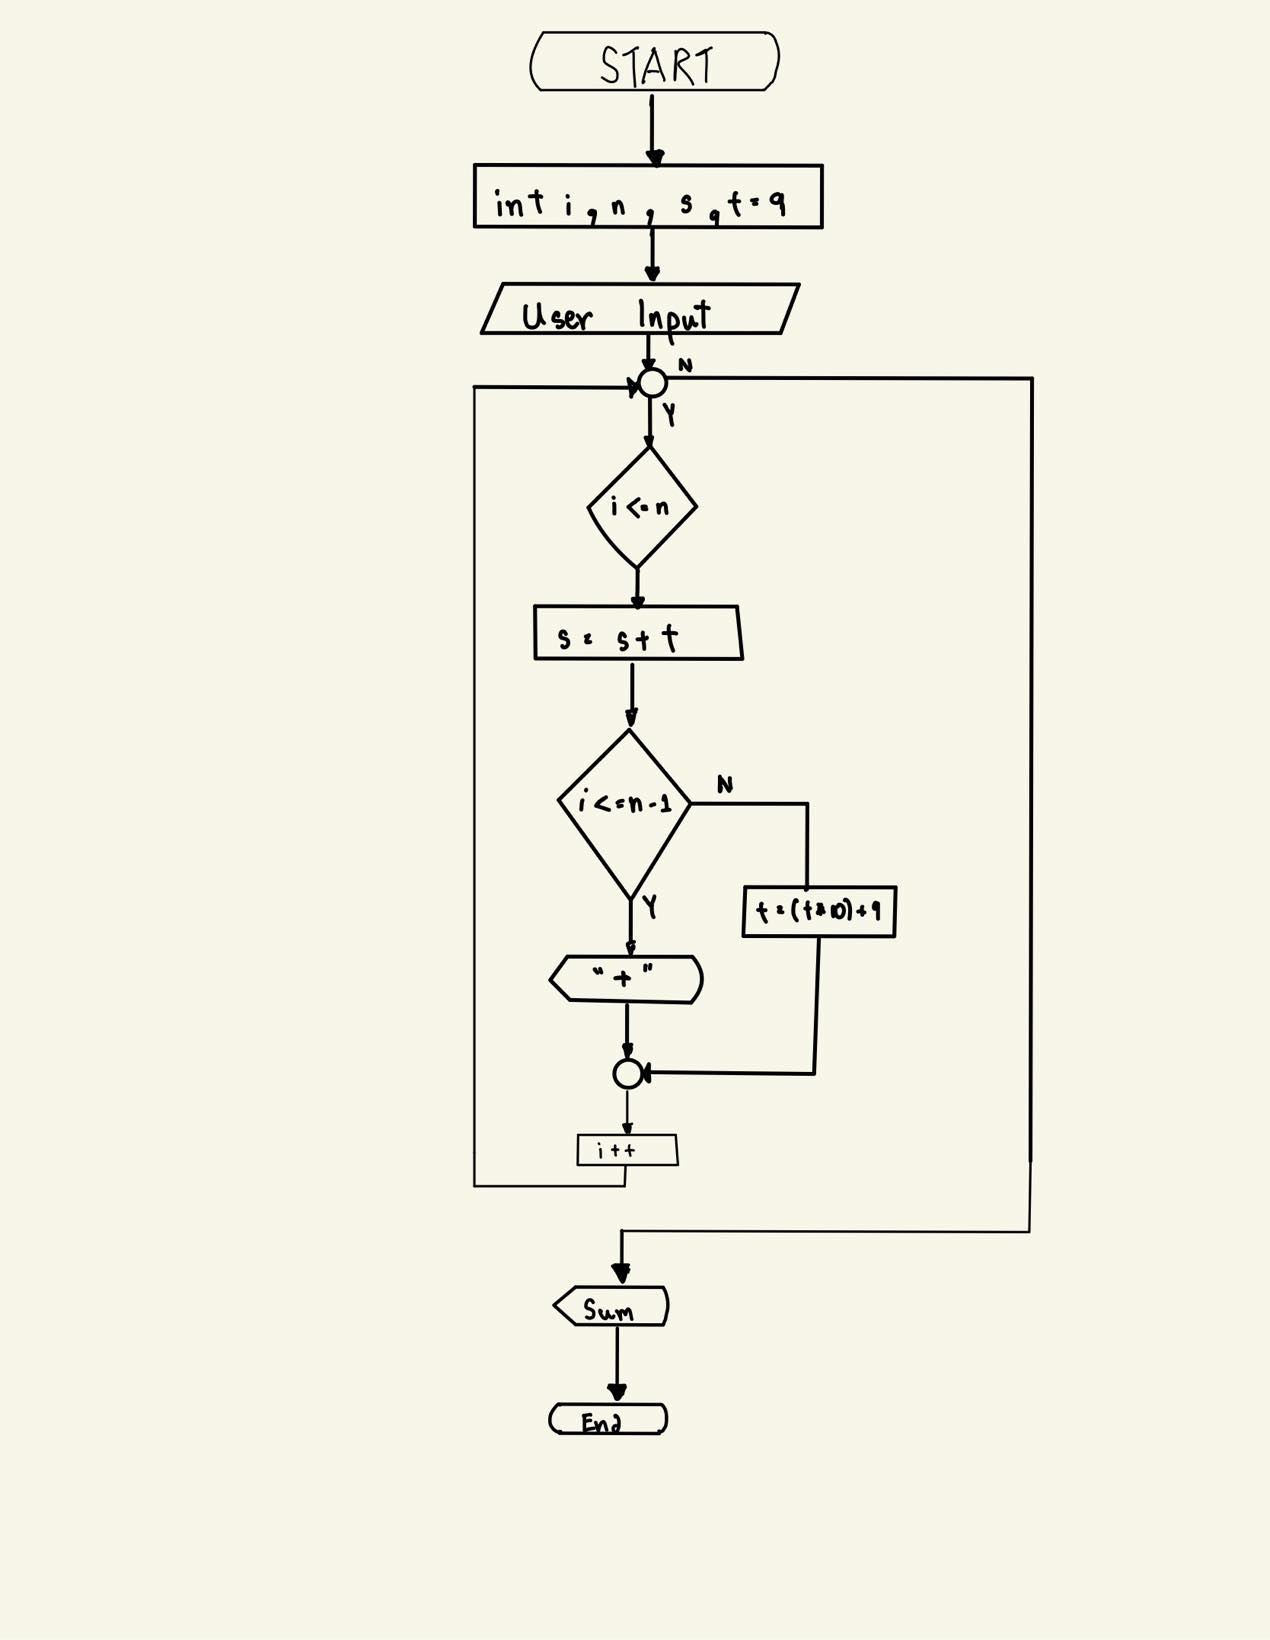 START
int i, n, s, t=9
User Input
N
Y
i <= n
s = s + t
i <= n - 1
N
Y
t = (t*10) + 9
" + "
i ++
Sum
End